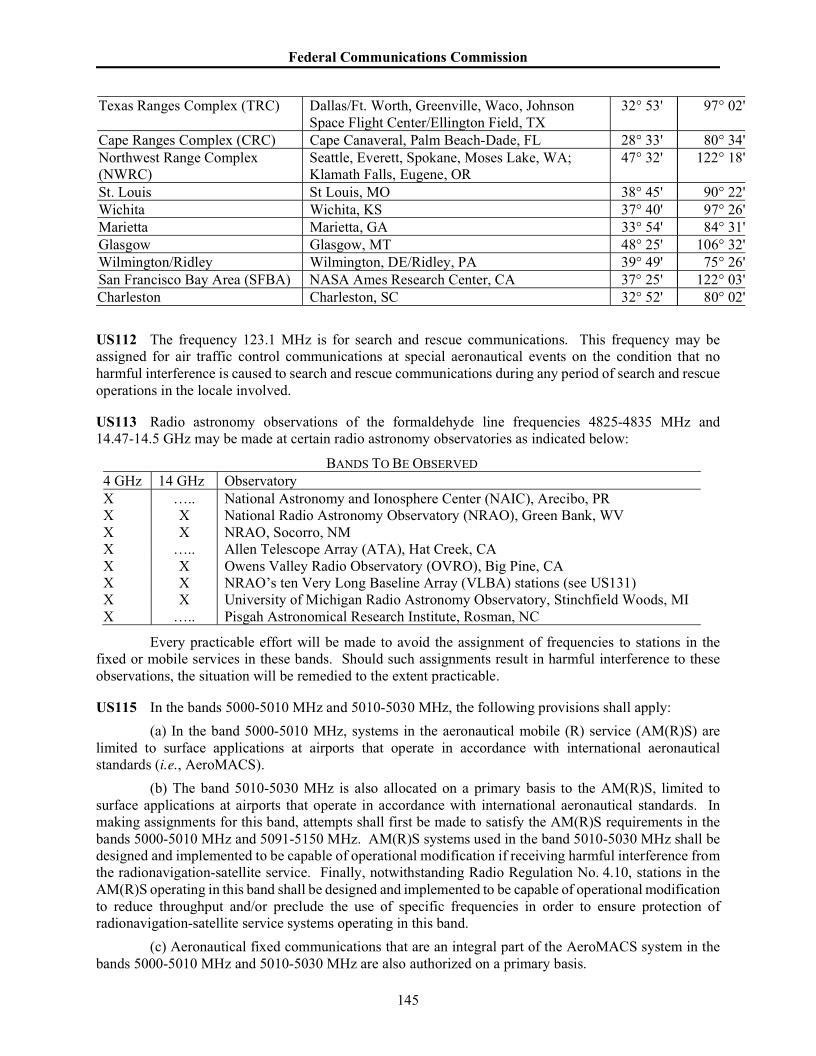 Federal Communications Commission
Texas Ranges Complex (TRC) Dallas/Ft. Worth, Greenville, Waco, Johnson 32° 53' 97° 02'
Space Flight Center/Ellington Field, TX
Cape Ranges Complex (CRC) Cape Canaveral, Palm Beach-Dade, FL 28° 33' 80° 34'
Northwest Range Complex Seattle, Everett, Spokane, Moses Lake, WA; 47° 32' 122° 18'
(NWRC) Klamath Falls, Eugene, OR
St. Louis St Louis, MO 38° 45' 90° 22'
Wichita Wichita, KS 37° 40' 97° 26'
Marietta Marietta, GA 33° 54' 84° 31'
Glasgow Glasgow, MT 48° 25' 106° 32'
Wilmington/Ridley Wilmington, DE/Ridley, PA 39° 49' 75° 26'
San Francisco Bay Area (SFBA) NASA Ames Research Center, CA 37° 25' 122° 03'
Charleston Charleston, SC 32° 52' 80° 02'
US112 The frequency 123.1 MHz is for search and rescue communications. This frequency may be
assigned for air traffic control communications at special aeronautical events on the condition that no
harmful interference is caused to search and rescue communications during any period of search and rescue
operations in the locale involved.
US113 Radio astronomy observations of the formaldehyde line frequencies 4825-4835 MHz and
14.47-14.5 GHz may be made at certain radio astronomy observatories as indicated below:
BANDS TO BE OBSERVED
4 GHz 14 GHz Observatory
X ….. National Astronomy and Ionosphere Center (NAIC), Arecibo, PR
X X National Radio Astronomy Observatory (NRAO), Green Bank, WV
X X NRAO, Socorro, NM
X ….. Allen Telescope Array (ATA), Hat Creek, CA
X X Owens Valley Radio Observatory (OVRO), Big Pine, CA
X X NRAO’s ten Very Long Baseline Array (VLBA) stations (see US131)
X X University of Michigan Radio Astronomy Observatory, Stinchfield Woods, MI
X ….. Pisgah Astronomical Research Institute, Rosman, NC
Every practicable effort will be made to avoid the assignment of frequencies to stations in the
fixed or mobile services in these bands. Should such assignments result in harmful interference to these
observations, the situation will be remedied to the extent practicable.
US115 In the bands 5000-5010 MHz and 5010-5030 MHz, the following provisions shall apply:
(a) In the band 5000-5010 MHz, systems in the aeronautical mobile (R) service (AM(R)S) are
limited to surface applications at airports that operate in accordance with international aeronautical
standards (i.e., AeroMACS).
(b) The band 5010-5030 MHz is also allocated on a primary basis to the AM(R)S, limited to
surface applications at airports that operate in accordance with international aeronautical standards. In
making assignments for this band, attempts shall first be made to satisfy the AM(R)S requirements in the
bands 5000-5010 MHz and 5091-5150 MHz. AM(R)S systems used in the band 5010-5030 MHz shall be
designed and implemented to be capable of operational modification if receiving harmful interference from
the radionavigation-satellite service. Finally, notwithstanding Radio Regulation No. 4.10, stations in the
AM(R)S operating in this band shall be designed and implemented to be capable of operational modification
to reduce throughput and/or preclude the use of specific frequencies in order to ensure protection of
radionavigation-satellite service systems operating in this band.
(c) Aeronautical fixed communications that are an integral part of the AeroMACS system in the
bands 5000-5010 MHz and 5010-5030 MHz are also authorized on a primary basis.
145